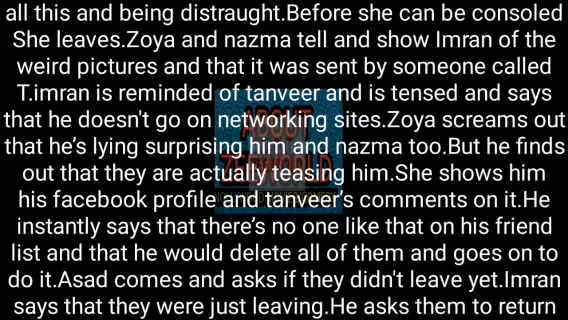 all this and being distraught.Before she can be consoled
She leaves.Zoya and nazma tell and show Imran of the
weird pictures and that it was sent by someone called
T.imran is reminded of tanveer and is tensed and says
that he doesn't go on networking sites.Zoya screams out
that he’s lying surprising him and nazma too.But he finds
out that they are actually teasing him.She shows him
his facebook profile and tanveer’s comments on it.He
instantly says that there’s no one like that on his friend
list and that he would delete all of them and goes on to
do it.Asad comes and asks if they didn't leave yet.Imran
says that they were just leaving.He asks them to return
ABOUT
ZEEWORLD